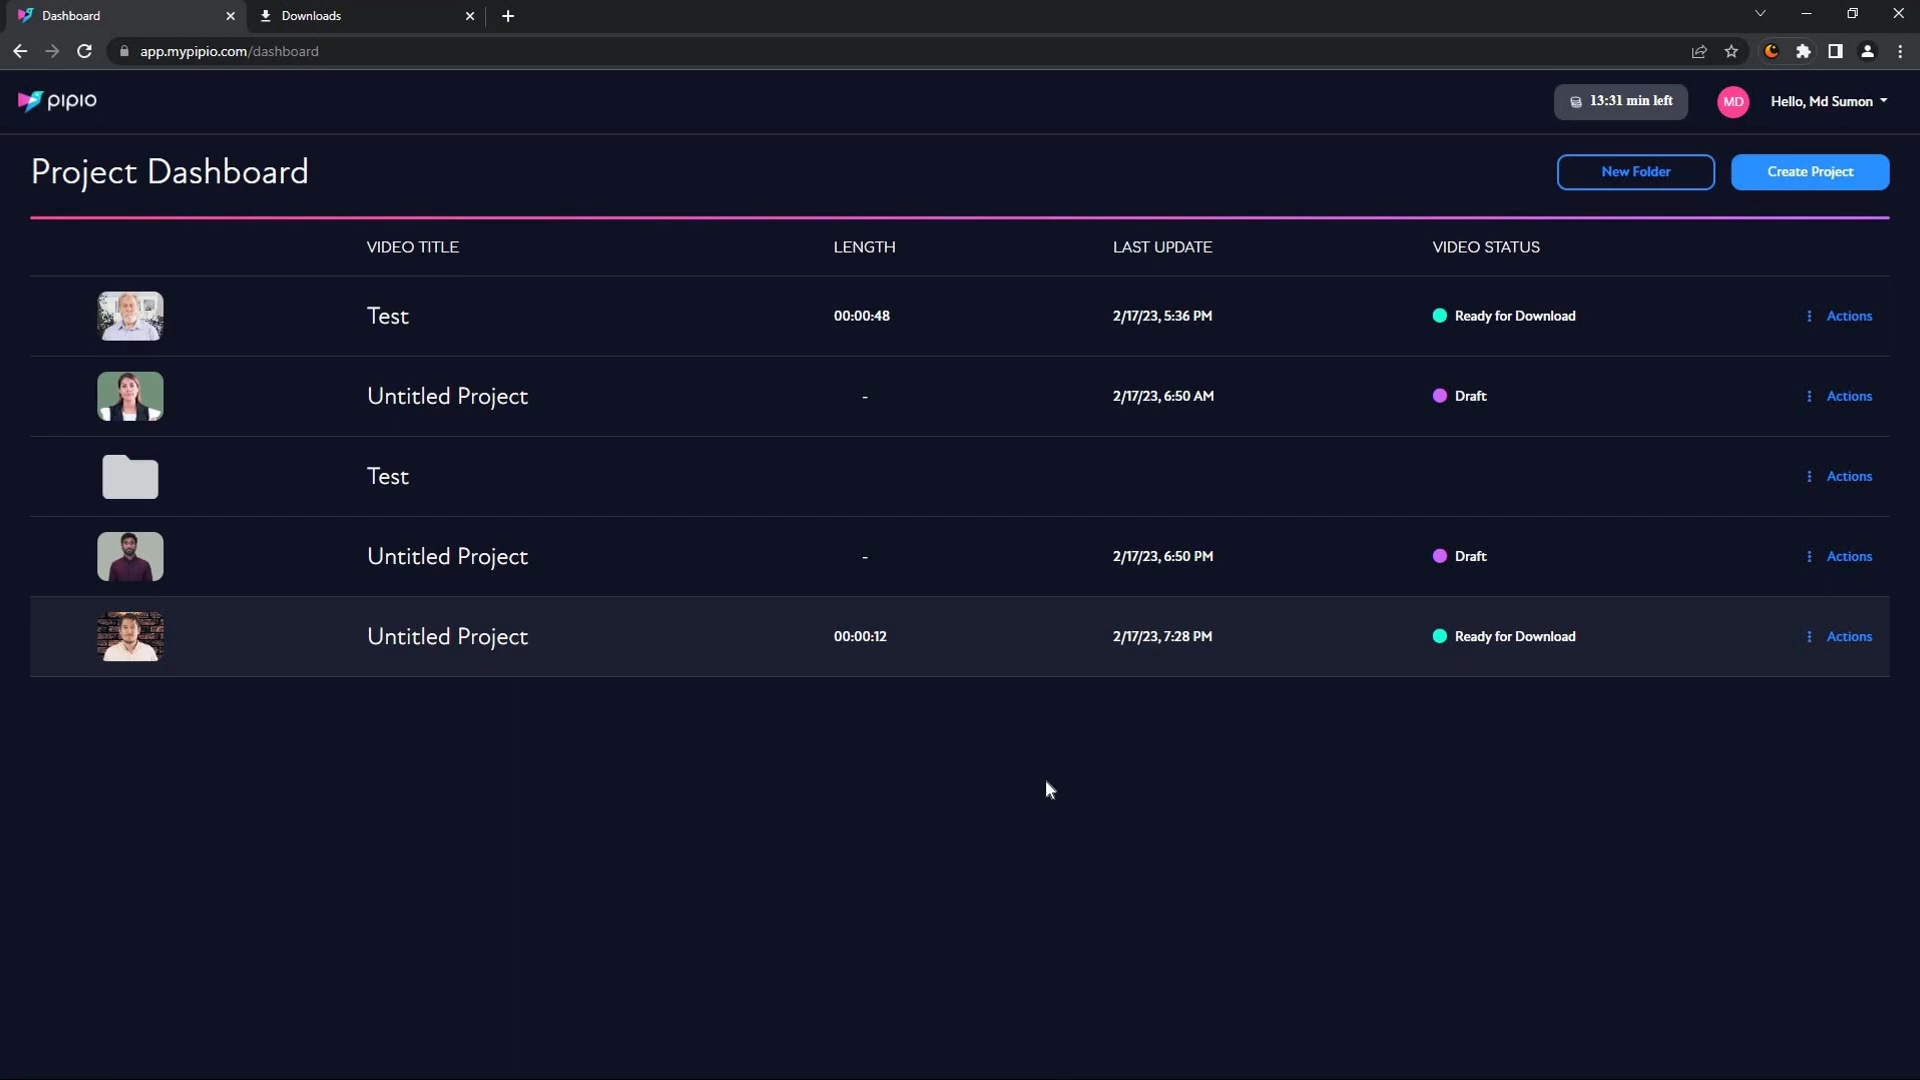 Dashboard
Downloads
app.mypipio.com/dashboard
pipio
13:31 min left
MD
Hello, Md Sumon
Project Dashboard
New Folder
Create Project
VIDEO TITLE
LENGTH
LAST UPDATE
VIDEO STATUS
Test
00:00:48
2/17/23, 5:36 PM
Ready for Download
Actions
Untitled Project
-
2/17/23, 6:50 AM
Draft
Actions
Test
Actions
Untitled Project
-
2/17/23, 6:50 PM
Draft
Actions
Untitled Project
00:00:12
2/17/23, 7:28 PM
Ready for Download
Actions